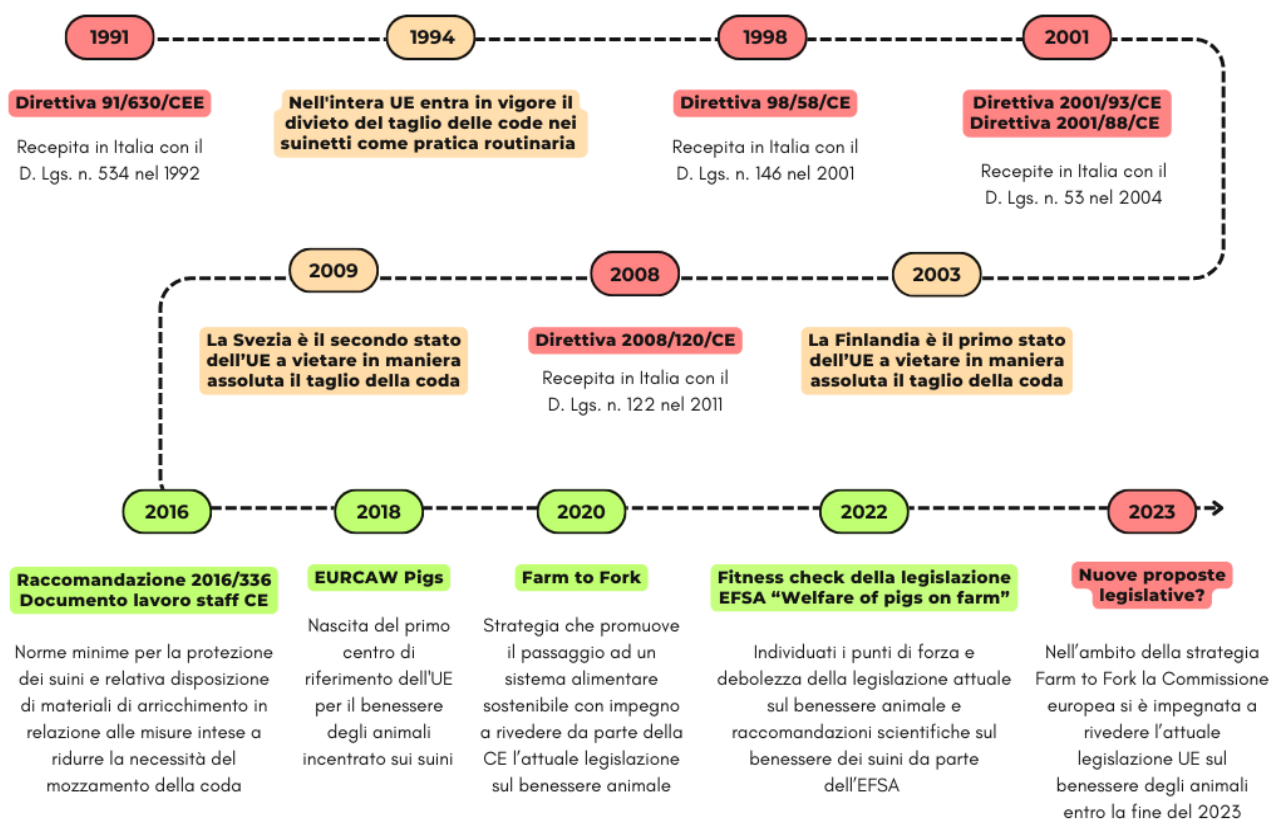 1991
Direttiva 91/630/CEE
Recepita in Italia con il
D. Lgs. n. 534 nel 1992
1994
Nell'intera UE entra in vigore il
divieto del taglio delle code nei
suinetti come pratica routinaria
1998
Direttiva 98/58/CE
Recepita in Italia con il
D. Lgs. n. 146 nel 2001
2001
Direttiva 2001/93/CE
Direttiva 2001/88/CE
Recepite in Italia con il
D. Lgs. n. 53 nel 2004
2003
La Finlandia è il primo stato
dell'UE a vietare in maniera
assoluta il taglio della coda
2008
Direttiva 2008/120/CE
Recepita in Italia con il
D. Lgs. n. 122 nel 2011
2009
La Svezia è il secondo stato
dell'UE a vietare in maniera
assoluta il taglio della coda
2016
Raccomandazione 2016/336
Documento lavoro staff CE
Norme minime per la protezione
dei suini e relativa disposizione
di materiali di arricchimento in
relazione alle misure intese a
ridurre la necessità del
mozzamento della coda
2018
EURCAW Pigs
Nascita del primo
centro di
riferimento dell'UE
per il benessere
degli animali
incentrato sui suini
2020
Farm to Fork
Strategia che promuove
il passaggio ad un
sistema alimentare
sostenibile con impegno
a rivedere da parte della
CE l'attuale legislazione
sul benessere animale
2022
Fitness check della legislazione
EFSA “Welfare of pigs on farm”
Individuati i punti di forza e
debolezza della legislazione attuale
sul benessere animale e
raccomandazioni scientifiche sul
benessere dei suini da parte
dell'EFSA
2023
Nuove proposte
legislative?
Nell'ambito della strategia
Farm to Fork la Commissione
europea si è impegnata a
rivedere l'attuale
legislazione UE sul
benessere degli animali
entro la fine del 2023